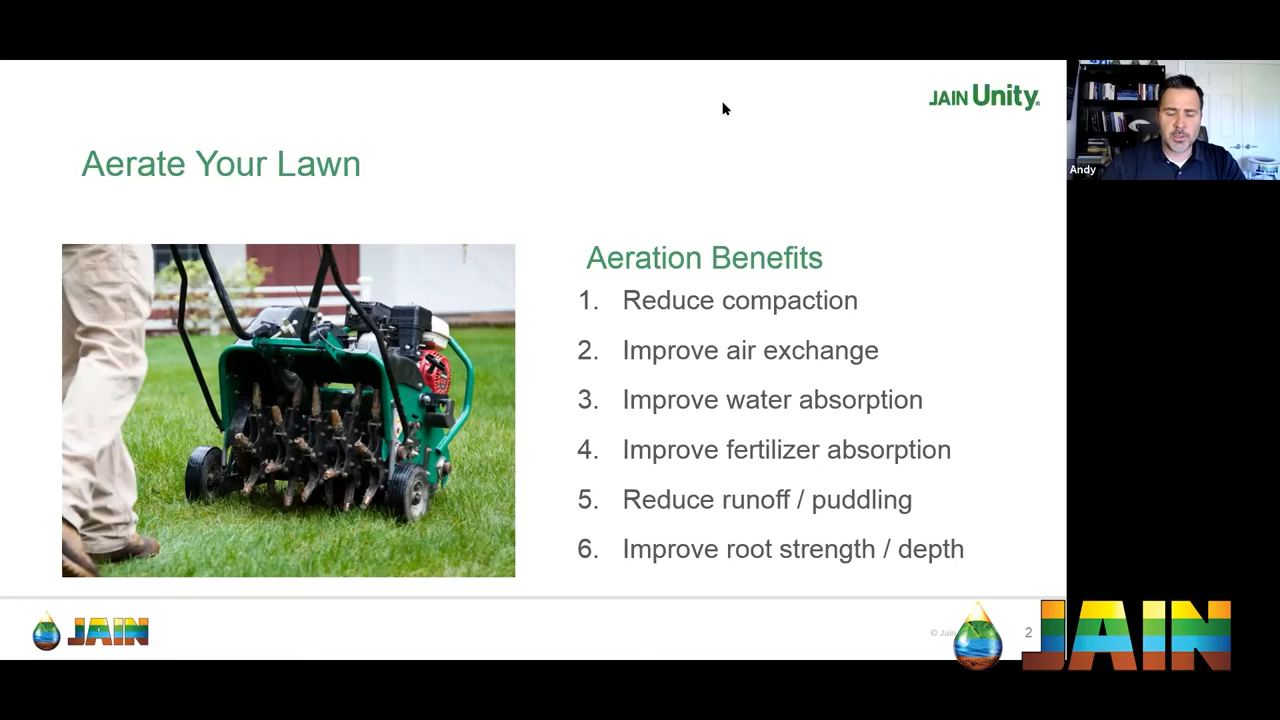 JAIN Unity®
Andy
Aerate Your Lawn
Aeration Benefits
1. Reduce compaction
2. Improve air exchange
3. Improve water absorption
4. Improve fertilizer absorption
5. Reduce runoff / puddling
6. Improve root strength / depth
JAIN
© Jain
2
JAIN